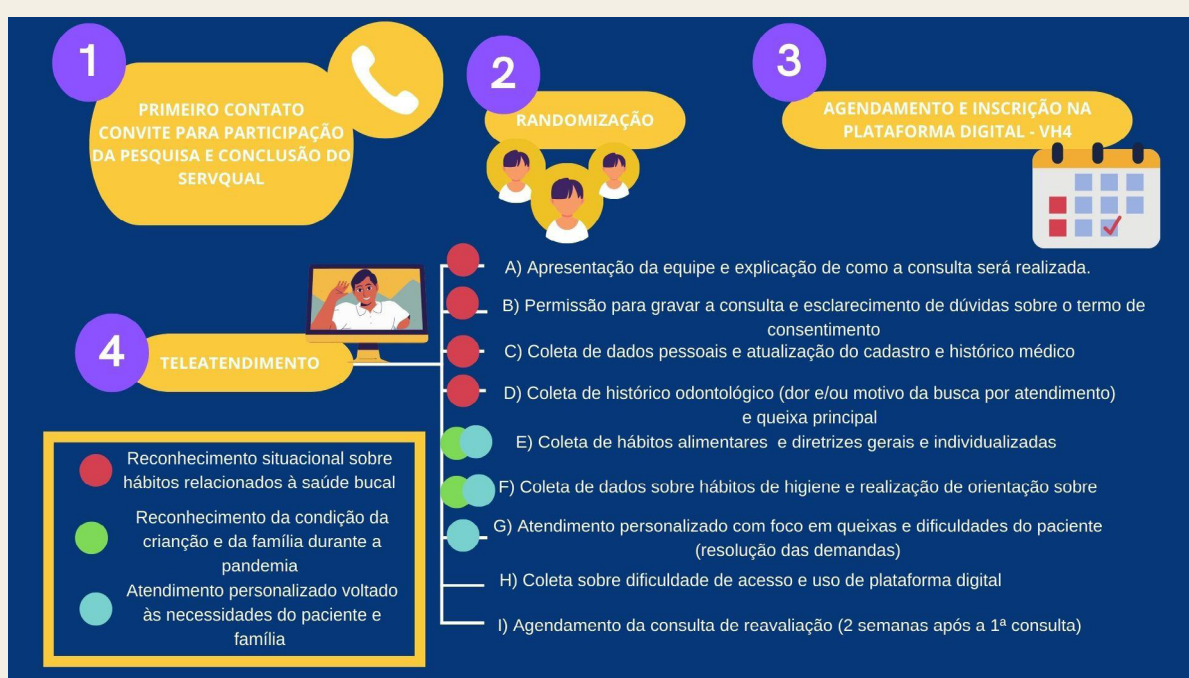 1
PRIMEIRO CONTATO
CONVITE PARA PARTICIPAÇÃO
DA PESQUISA E CONCLUSÃO DO
SERVQUAL
2
RANDOMIZAÇÃO
3
AGENDAMENTO E INSCRIÇÃO NA
PLATAFORMA DIGITAL - VH4
4
TELEATENDIMENTO
A) Apresentação da equipe e explicação de como a consulta será realizada.
B) Permissão para gravar a consulta e esclarecimento de dúvidas sobre o termo de
consentimento
C) Coleta de dados pessoais e atualização do cadastro e histórico médico
D) Coleta de histórico odontológico (dor e/ou motivo da busca por atendimento)
e queixa principal
E) Coleta de hábitos alimentares e diretrizes gerais e individualizadas
F) Coleta de dados sobre hábitos de higiene e realização de orientação sobre
G) Atendimento personalizado com foco em queixas e dificuldades do paciente
(resolução das demandas)
H) Coleta sobre dificuldade de acesso e uso de plataforma digital
I) Agendamento da consulta de reavaliação (2 semanas após a 1ª consulta)
Reconhecimento situacional sobre
hábitos relacionados à saúde bucal
Reconhecimento da condição da
criançāo e da família durante a
pandemia
Atendimento personalizado voltado
às necessidades do paciente e
família